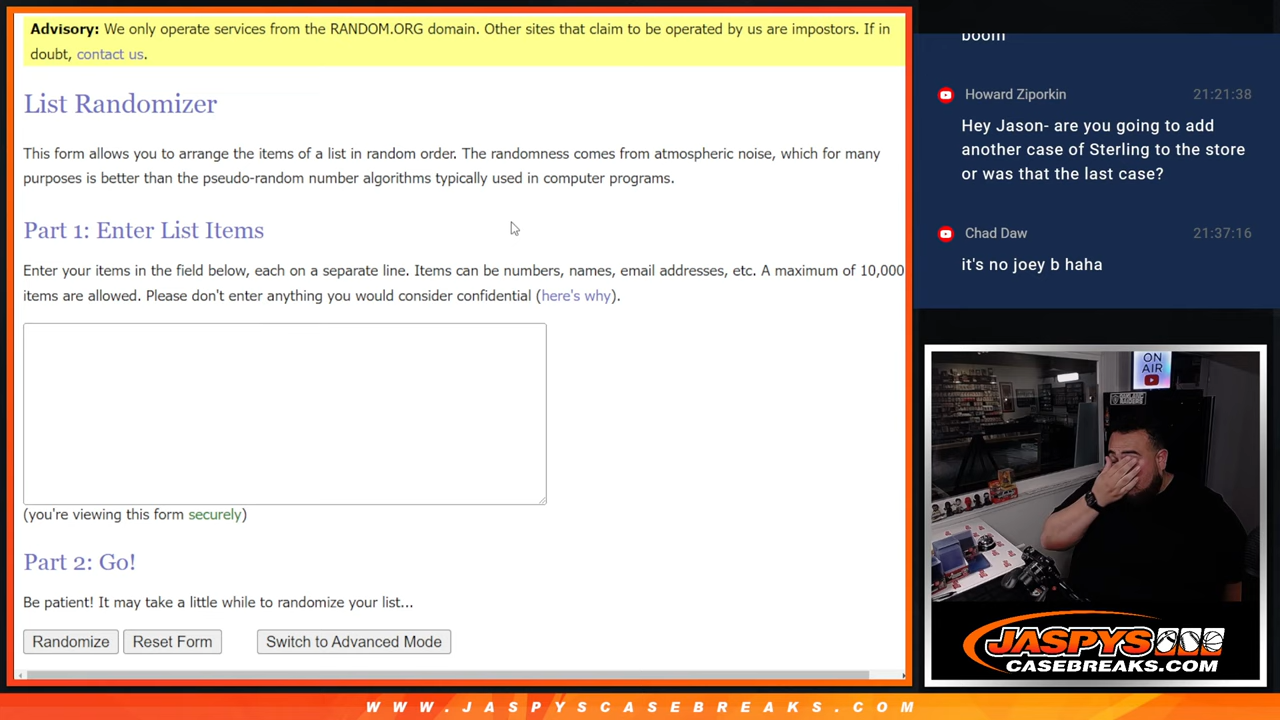 Advisory: We only operate services from the RANDOM.ORG domain. Other sites that claim to be operated by us are impostors. If in
doubt, contact us.
List Randomizer
This form allows you to arrange the items of a list in random order. The randomness comes from atmospheric noise, which for many
purposes is better than the pseudo-random number algorithms typically used in computer programs.
Part 1: Enter List Items
Enter your items in the field below, each on a separate line. Items can be numbers, names, email addresses, etc. A maximum of 10,000
items are allowed. Please don't enter anything you would consider confidential (here's why).
(you're viewing this form securely)
Part 2: Go!
Be patient! It may take a little while to randomize your list...
Randomize Reset Form Switch to Advanced Mode
boom
Howard Ziporkin 21:21:38
Hey Jason- are you going to add
another case of Sterling to the store
or was that the last case?
Chad Daw 21:37:16
it's no joey b haha
ON
AIR
JASPYS
CASEBREAKS.COM
WWW.JASPYSCASEBREAKS.COM